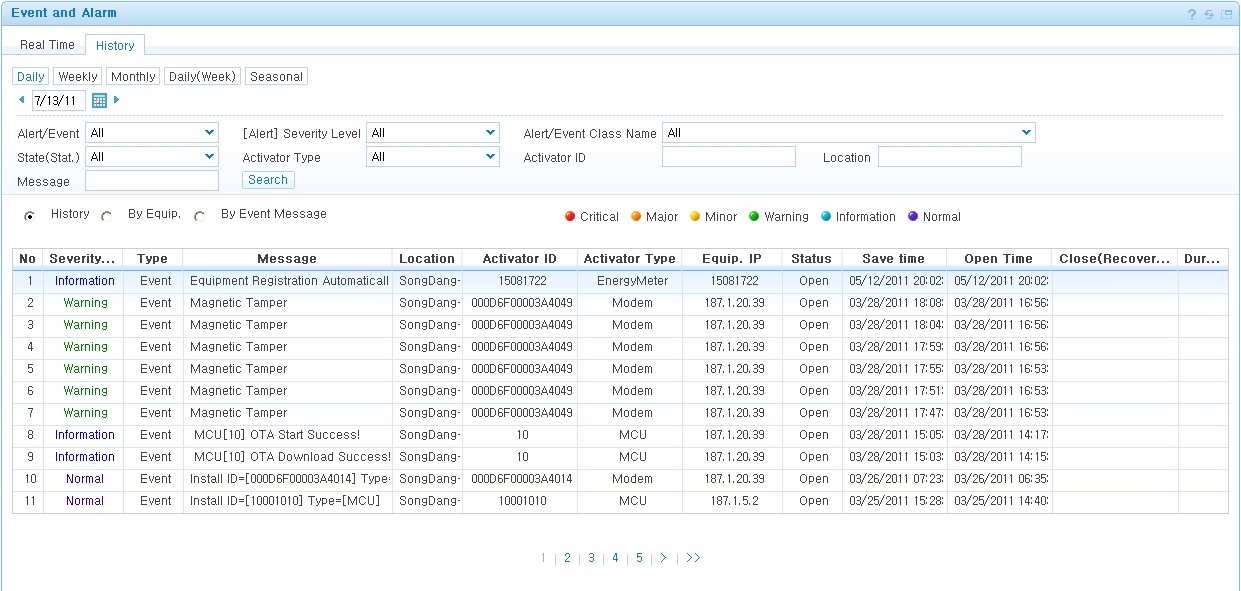 Event and Alarm
Real Time History
Daily Weekly Monthly Daily(Week) Seasonal
7/13/11
Alert/Event All [Alert] Severity Level All Alert/Event Class Name All
State(Stat.) All Activator Type All Activator ID Location
Message Search
History By Equip. By Event Message Critical Major Minor Warning Information Normal
No Severity... Type Message Location Activator ID Activator Type Equip. IP Status Save time Open Time Close(Recover... Dur...
1 Information Event Equipment Registration Automaticall SongDang- 15081722 EnergyMeter 15081722 Open 05/12/2011 20:02: 05/12/2011 20:02:
2 Warning Event Magnetic Tamper SongDang- 000D6F00003A4049 Modem 187.1.20.39 Open 03/28/2011 18:08: 03/28/2011 16:56:
3 Warning Event Magnetic Tamper SongDang- 000D6F00003A4049 Modem 187.1.20.39 Open 03/28/2011 18:04: 03/28/2011 16:56:
4 Warning Event Magnetic Tamper SongDang- 000D6F00003A4049 Modem 187.1.20.39 Open 03/28/2011 17:59: 03/28/2011 16:56:
5 Warning Event Magnetic Tamper SongDang- 000D6F00003A4049 Modem 187.1.20.39 Open 03/28/2011 17:55: 03/28/2011 16:53:
6 Warning Event Magnetic Tamper SongDang- 000D6F00003A4049 Modem 187.1.20.39 Open 03/28/2011 17:51: 03/28/2011 16:53:
7 Warning Event Magnetic Tamper SongDang- 000D6F00003A4049 Modem 187.1.20.39 Open 03/28/2011 17:47: 03/28/2011 16:53:
8 Information Event MCU[10] OTA Start Success! SongDang- 10 MCU 187.1.20.39 Open 03/28/2011 15:05: 03/28/2011 14:17:
9 Information Event MCU[10] OTA Download Success! SongDang- 10 MCU 187.1.20.39 Open 03/28/2011 15:03: 03/28/2011 14:15:
10 Normal Event Install ID=[000D6F00003A4014] Type= SongDang- 000D6F00003A4014 Modem 187.1.20.39 Open 03/26/2011 07:23: 03/26/2011 06:35:
11 Normal Event Install ID=[10001010] Type=[MCU] SongDang- 10001010 MCU 187.1.5.2 Open 03/25/2011 15:28: 03/25/2011 14:40:
1 | 2 | 3 | 4 | 5 | > | >>